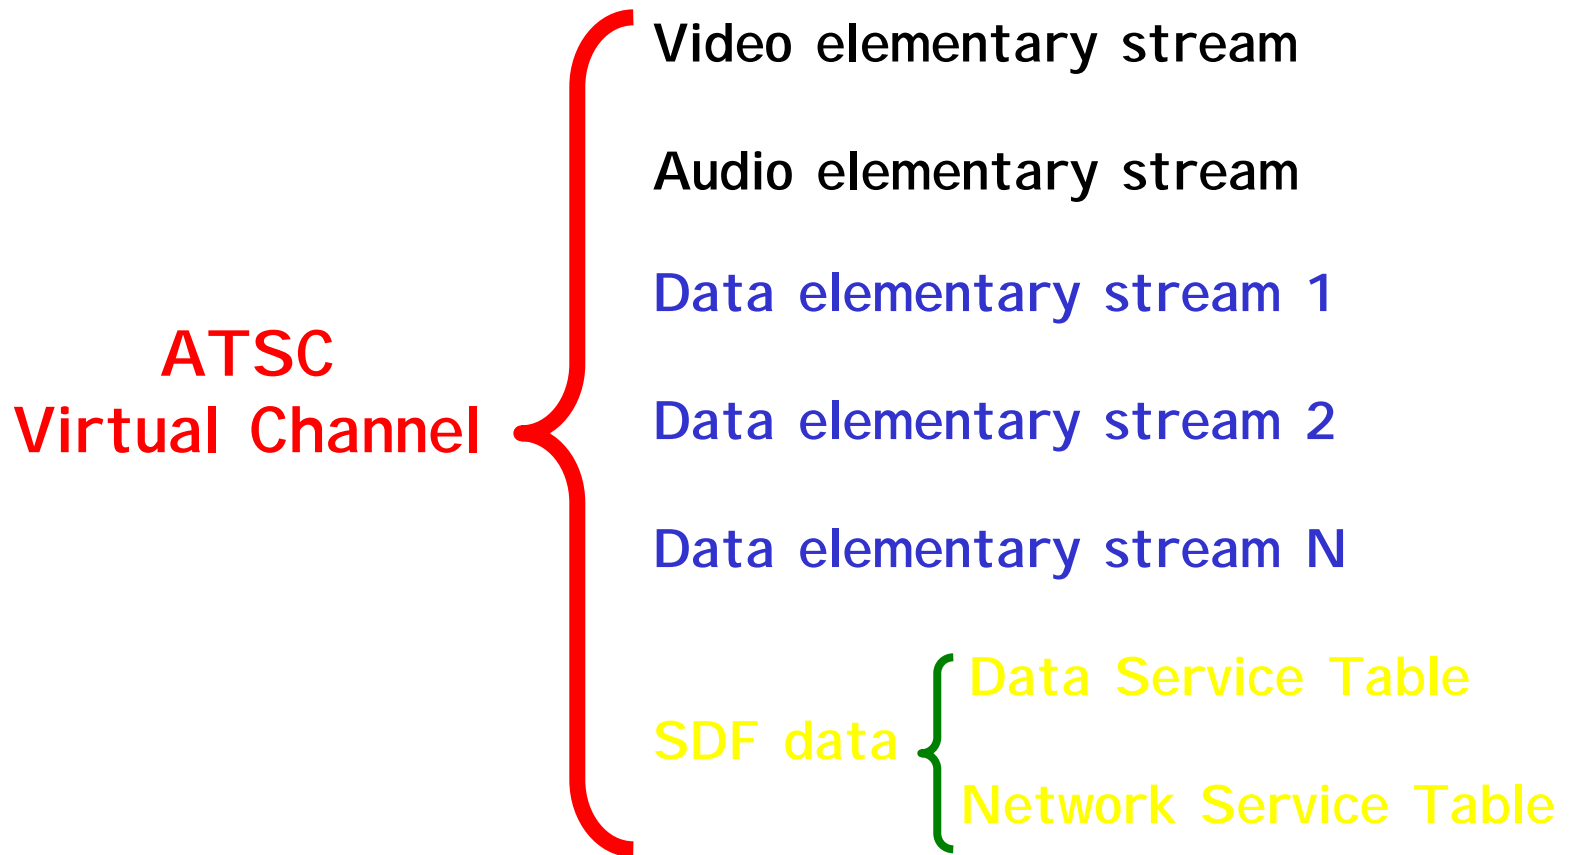 ATSC
Virtual Channel
Video elementary stream
Audio elementary stream
Data elementary stream 1
Data elementary stream 2
Data elementary stream N
SDF data
Data Service Table
Network Service Table